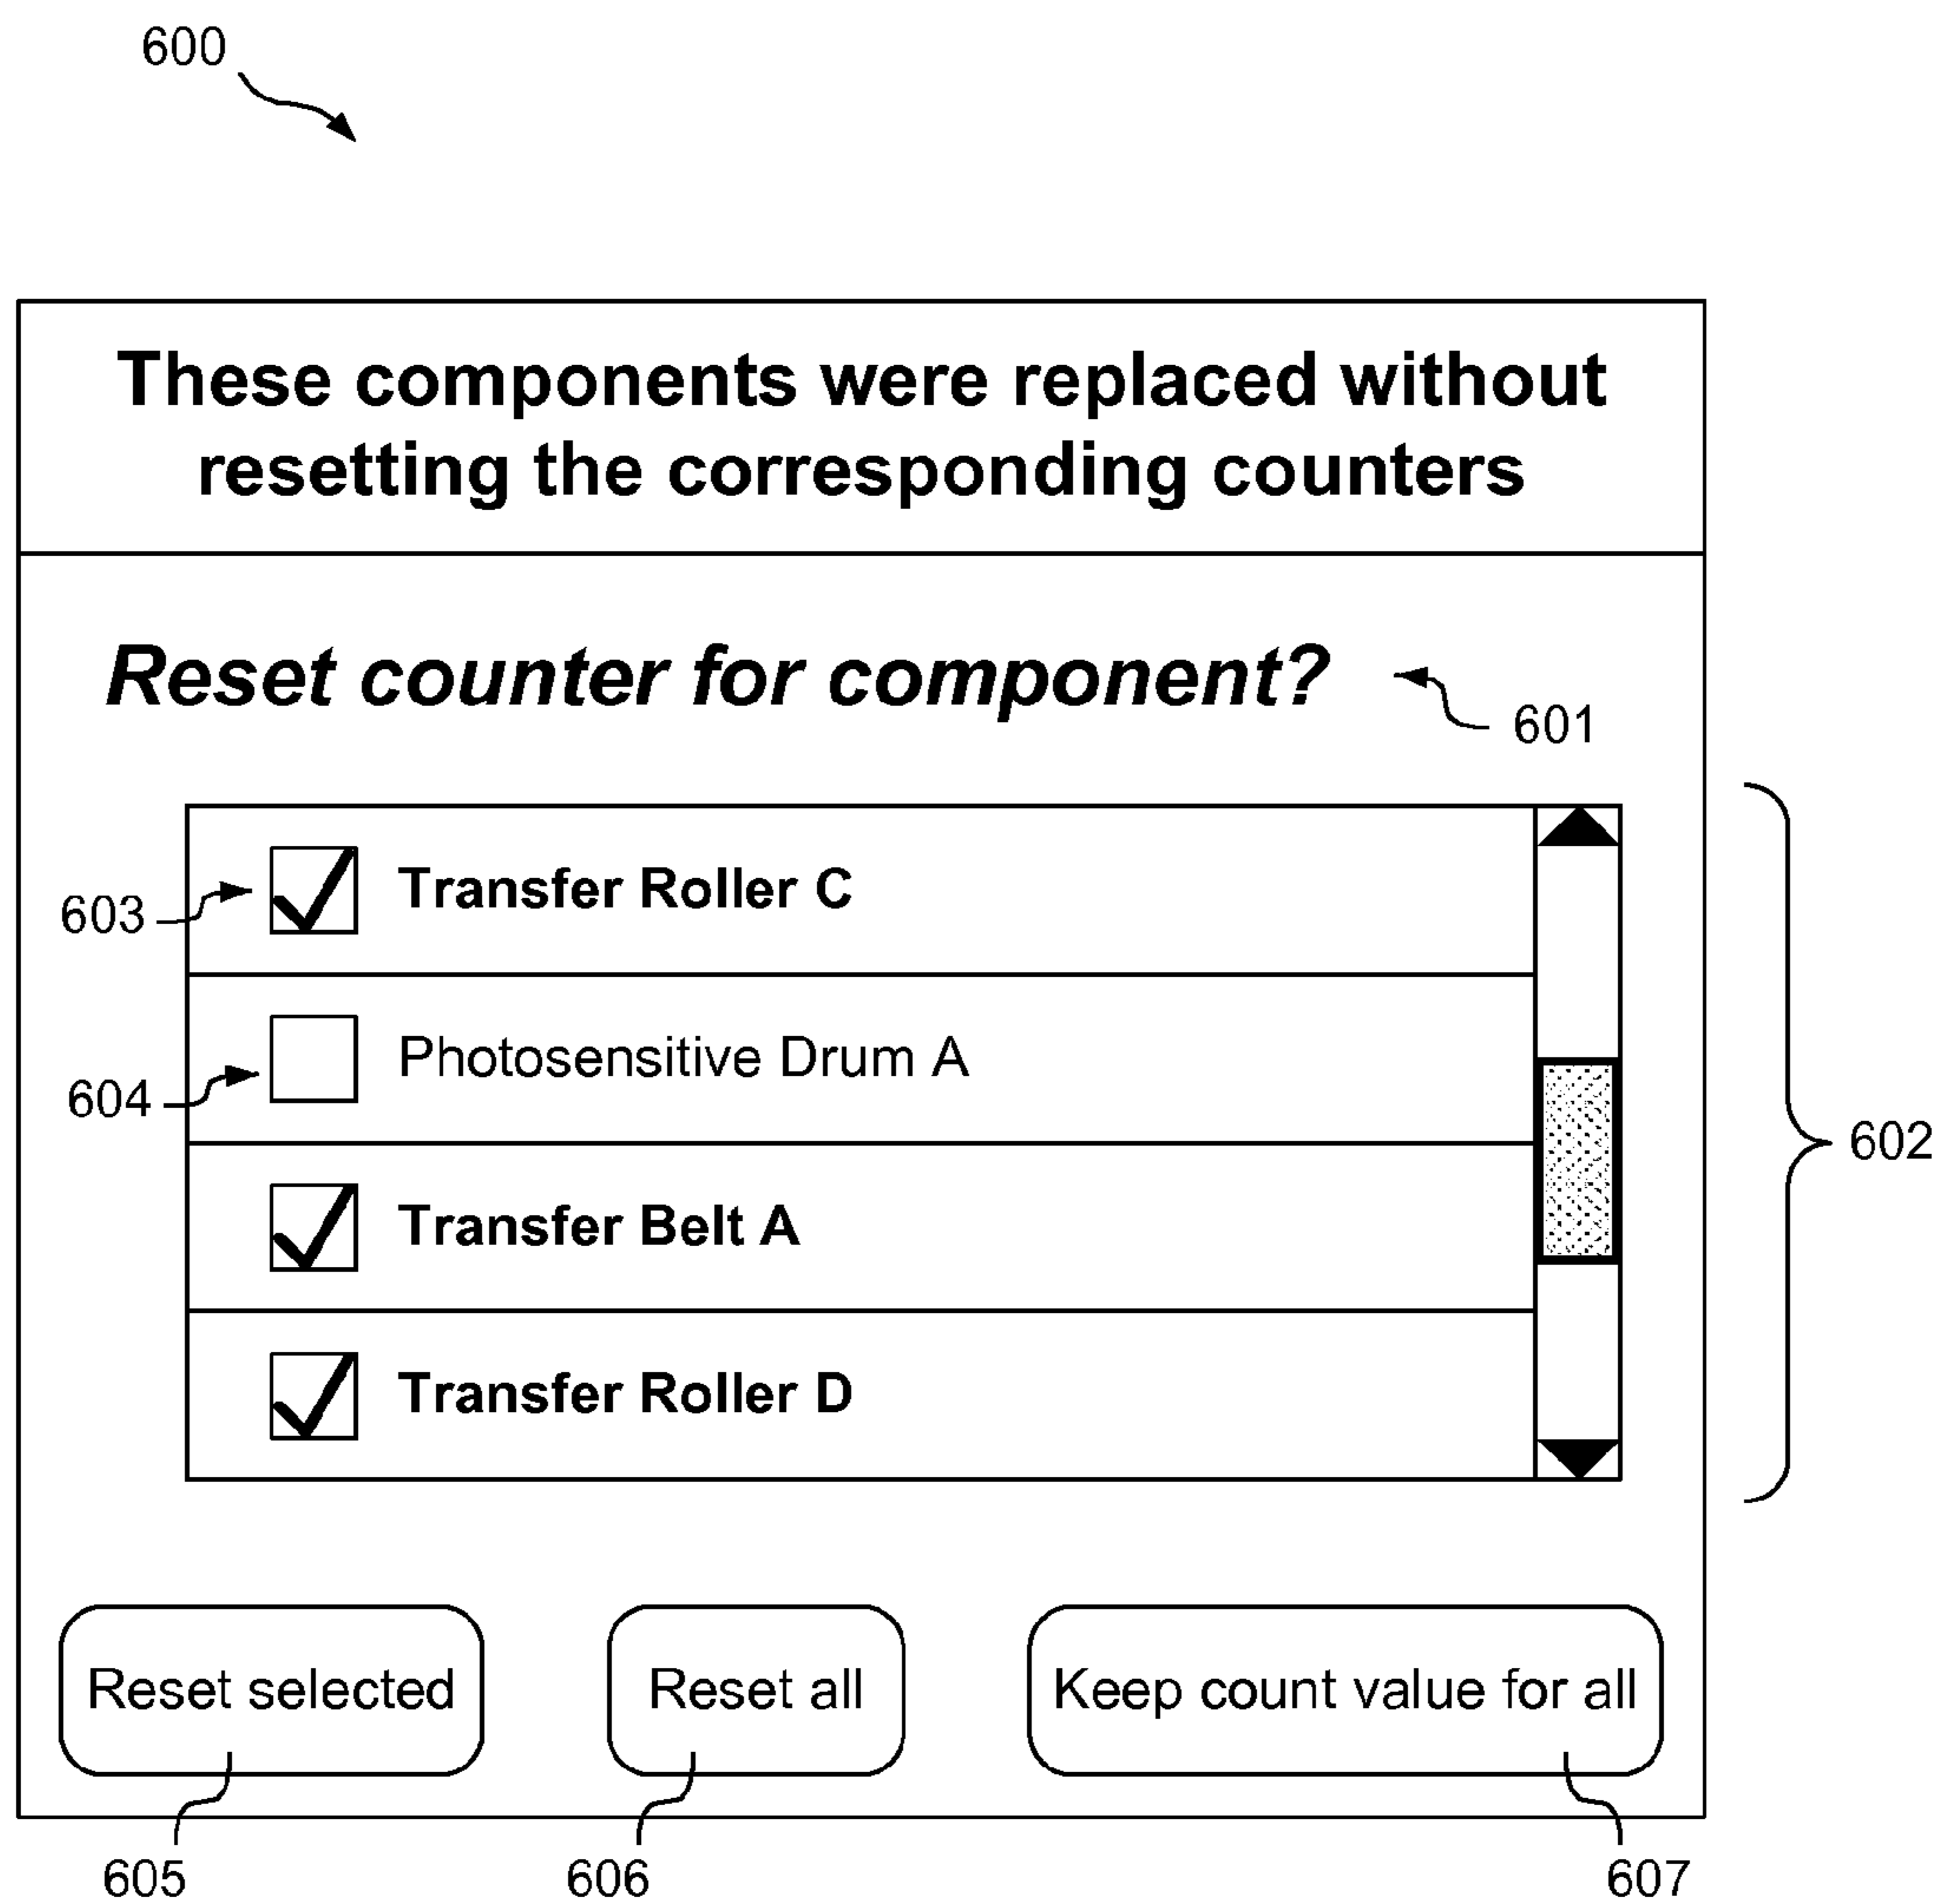 600
These components were replaced without
resetting the corresponding counters
Reset counter for component?
601
603
Transfer Roller C
604
Photosensitive Drum A
602
Transfer Belt A
Transfer Roller D
Reset selected
Reset all
Keep count value for all
605
606
607